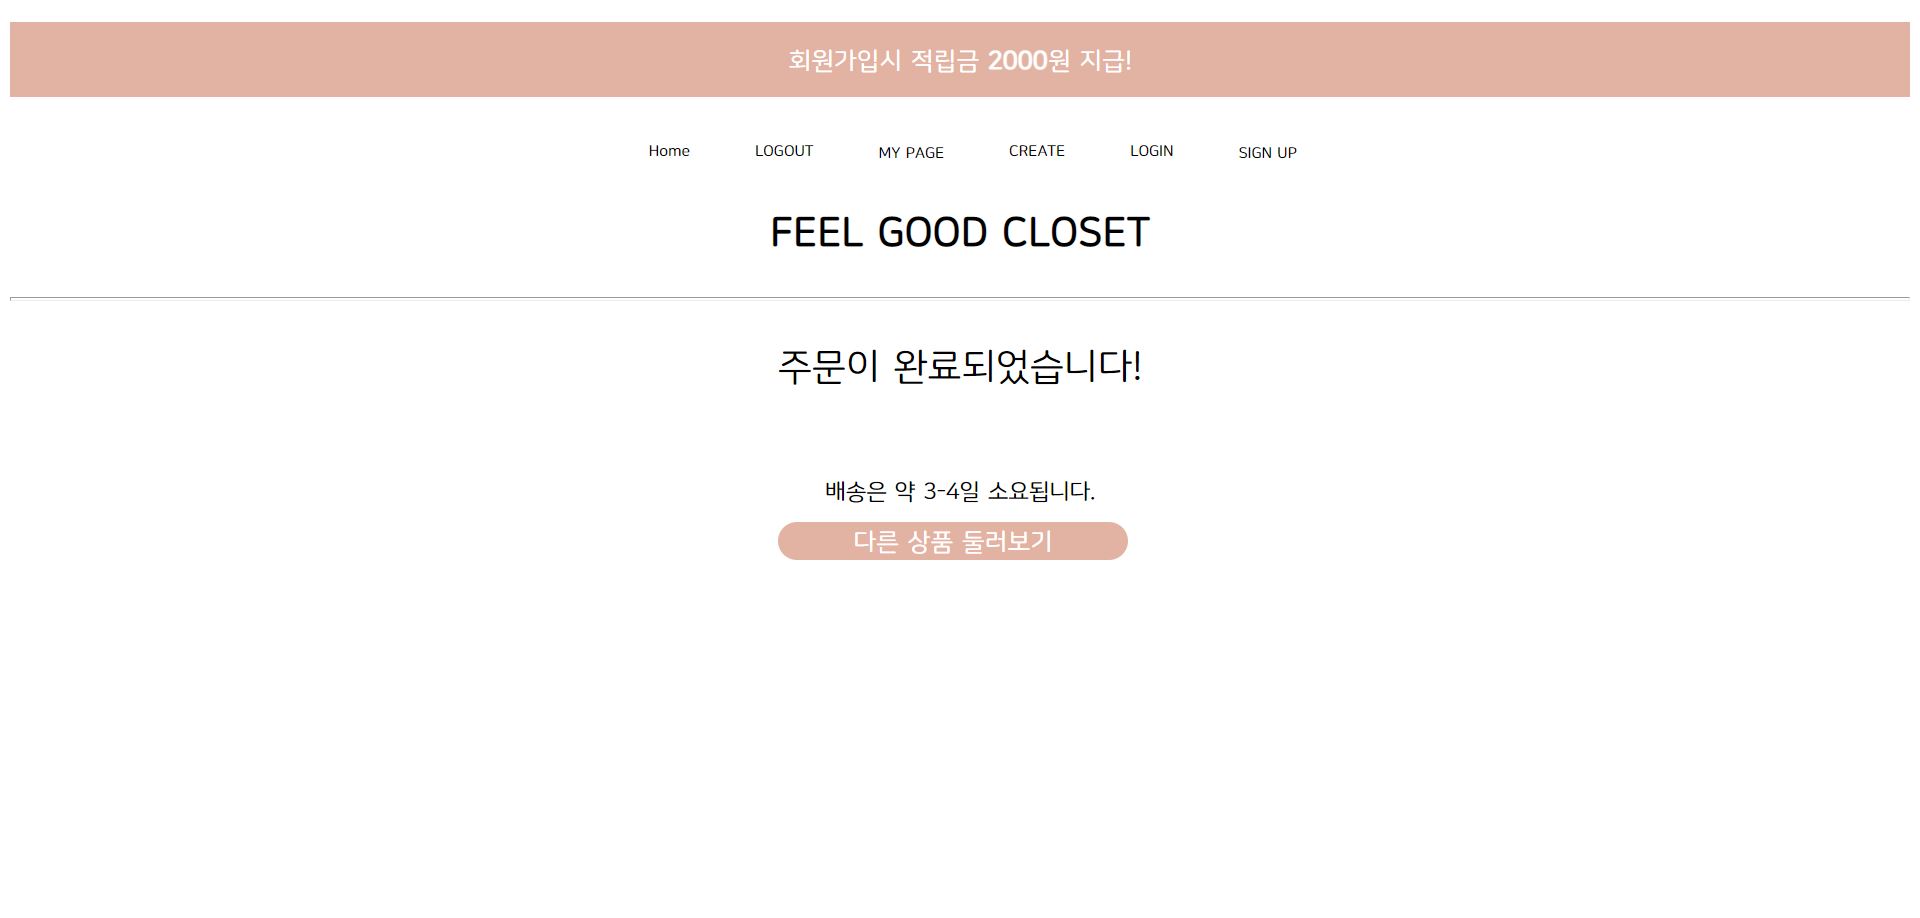 회원가입시 적립금 2000원 지급!
Home LOGOUT MY PAGE CREATE LOGIN SIGN UP
FEEL GOOD CLOSET
주문이 완료되었습니다!
배송은 약 3-4일 소요됩니다.
다른 상품 둘러보기